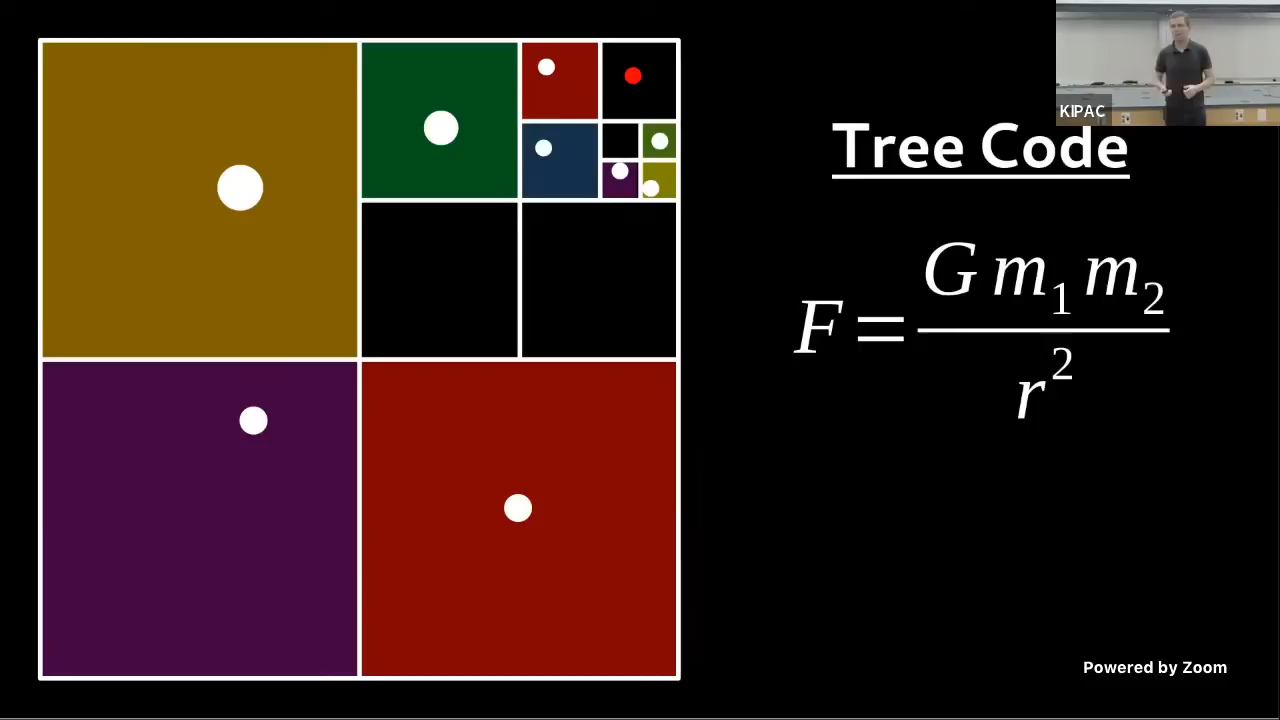 KIPAC
Tree Code
F = G m₁ m₂ / r²
Powered by Zoom